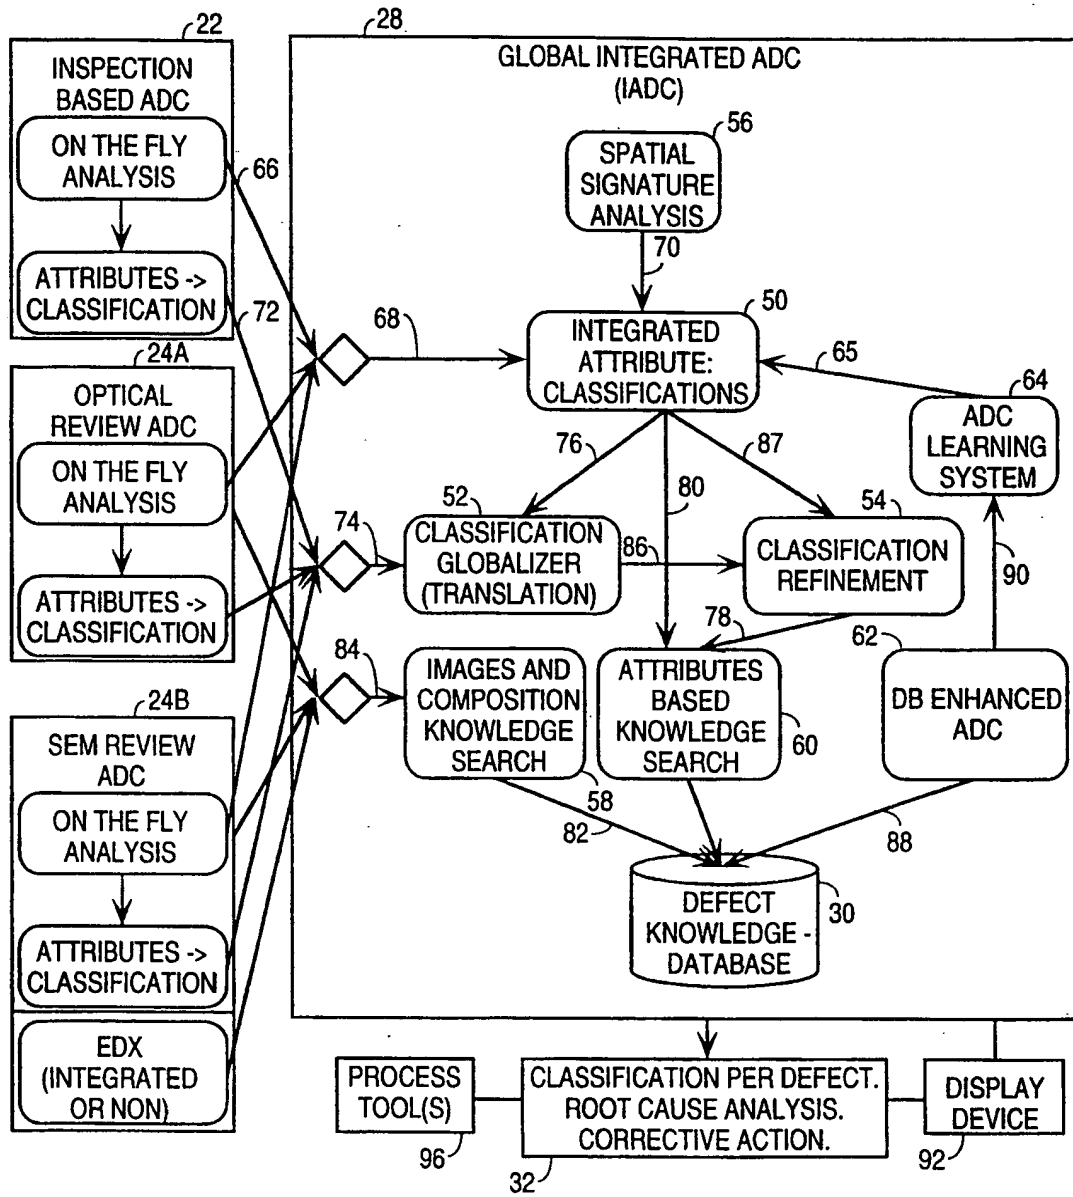 22
INSPECTION
BASED ADC
ON THE FLY
ANALYSIS
ATTRIBUTES ->
CLASSIFICATION
66
72
24A
OPTICAL
REVIEW ADC
ON THE FLY
ANALYSIS
ATTRIBUTES ->
CLASSIFICATION
24B
SEM REVIEW
ADC
ON THE FLY
ANALYSIS
ATTRIBUTES ->
CLASSIFICATION
EDX
(INTEGRATED
OR NON)
28
GLOBAL INTEGRATED ADC
(IADC)
56
SPATIAL
SIGNATURE
ANALYSIS
70
50
68
INTEGRATED
ATTRIBUTE:
CLASSIFICATIONS
65
64
ADC
LEARNING
SYSTEM
76
87
80
52
54
74
CLASSIFICATION
GLOBALIZER
(TRANSLATION)
86
CLASSIFICATION
REFINEMENT
90
78
62
84
IMAGES AND
COMPOSITION
KNOWLEDGE
SEARCH
58
ATTRIBUTES
BASED
KNOWLEDGE
SEARCH
60
DB ENHANCED
ADC
82
88
DEFECT
KNOWLEDGE -
DATABASE
30
PROCESS
TOOL(S)
96
CLASSIFICATION PER DEFECT.
ROOT CAUSE ANALYSIS.
CORRECTIVE ACTION.
32
DISPLAY
DEVICE
92